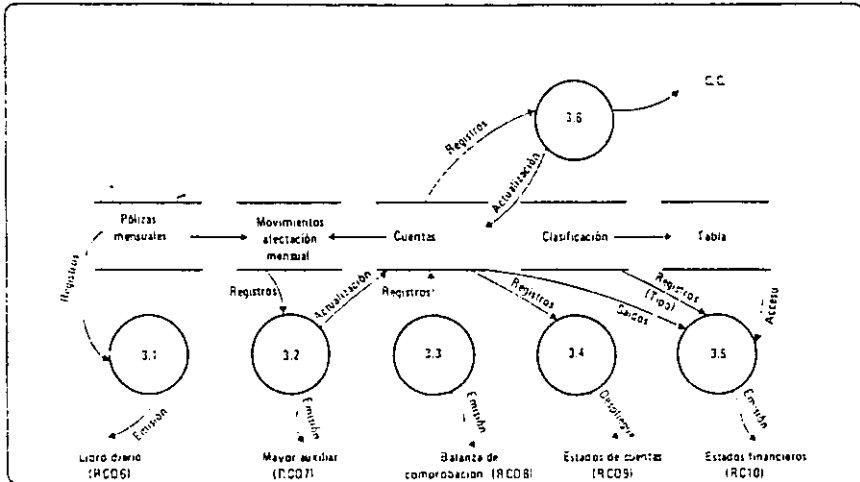 C.C.
3.6
Registros
Actualización
Pólizas
mensuales
Movimientos
afectación
mensual
Cuentas
Clasificación
Tabla
Registros
Registros
Actualización
Registros
Registros
Saldos
Registros
(Tipo)
Acceso
3.1
3.2
3.3
3.4
3.5
Emisión
Emisión
Emisión
Despliegue
Emisión
Libro diario
(RC06)
Mayor auxiliar
(RC07)
Balanza de
comprobación (RC08)
Estados de cuentas
(RC09)
Estados financieros
(RC10)